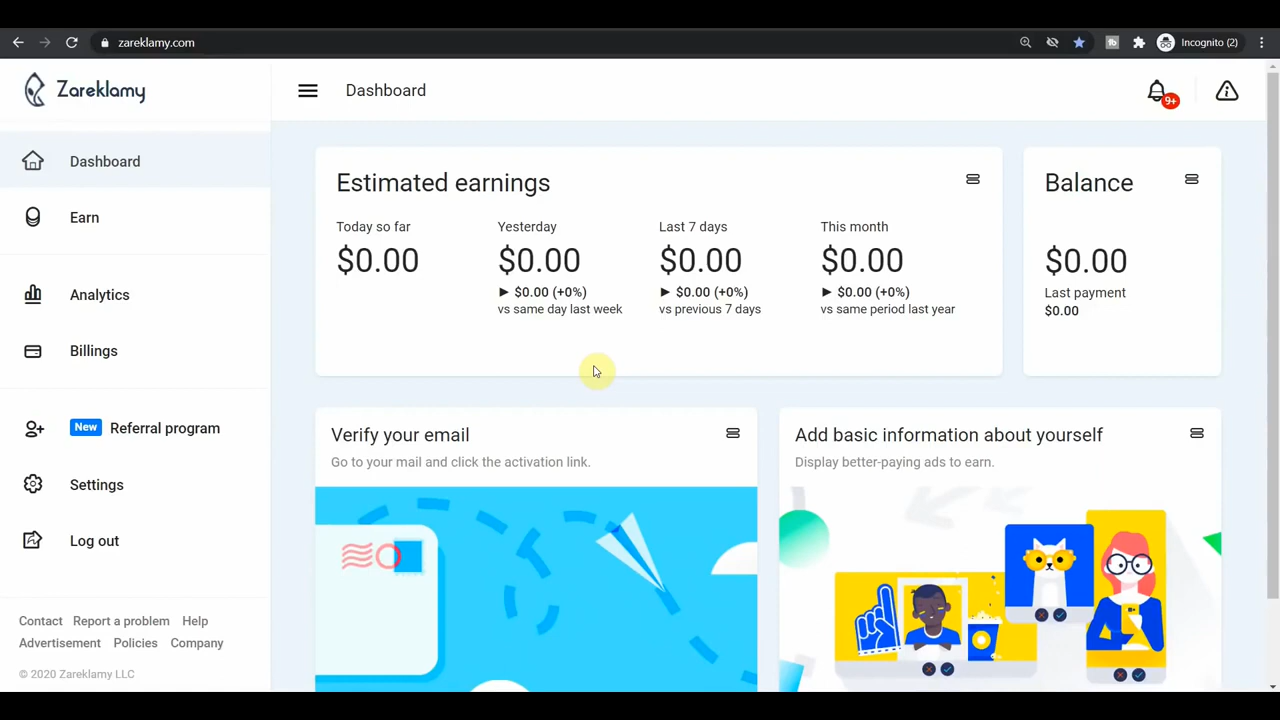 zareklamy.com
Incognito (2)
Zareklamy
Dashboard
9+
Dashboard
Earn
Analytics
Billings
New Referral program
Settings
Log out
Contact Report a problem Help
Advertisement Policies Company
© 2020 Zareklamy LLC
Estimated earnings
Today so far
$0.00
Yesterday
$0.00
► $0.00 (+0%)
vs same day last week
Last 7 days
$0.00
► $0.00 (+0%)
vs previous 7 days
This month
$0.00
► $0.00 (+0%)
vs same period last year
Balance
$0.00
Last payment
$0.00
Verify your email
Go to your mail and click the activation link.
Add basic information about yourself
Display better-paying ads to earn.